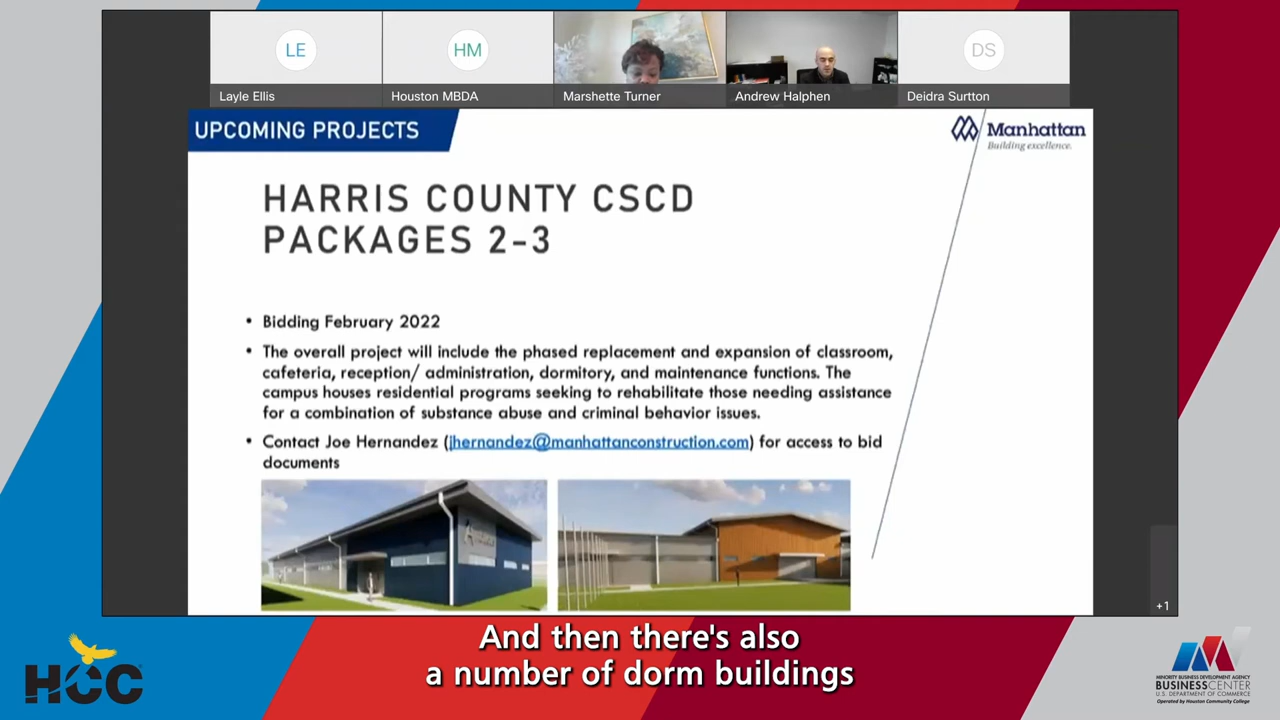 LE
HM
DS
Layle Ellis
Houston MBDA
Marshette Turner
Andrew Halphen
Deidra Surtton
UPCOMING PROJECTS
Manhattan
Building excellence.
HARRIS COUNTY CSCD
PACKAGES 2-3
• Bidding February 2022
• The overall project will include the phased replacement and expansion of classroom,
cafeteria, reception/ administration, dormitory, and maintenance functions. The
campus houses residential programs seeking to rehabilitate those needing assistance
for a combination of substance abuse and criminal behavior issues.
• Contact Joe Hernandez (jhernandez@manhattanconstruction.com) for access to bid
documents
+1
And then there's also
a number of dorm buildings
HCC
MINORITY BUSINESS DEVELOPMENT AGENCY
BUSINESS CENTER
U.S. DEPARTMENT OF COMMERCE
Operated by Houston Community College